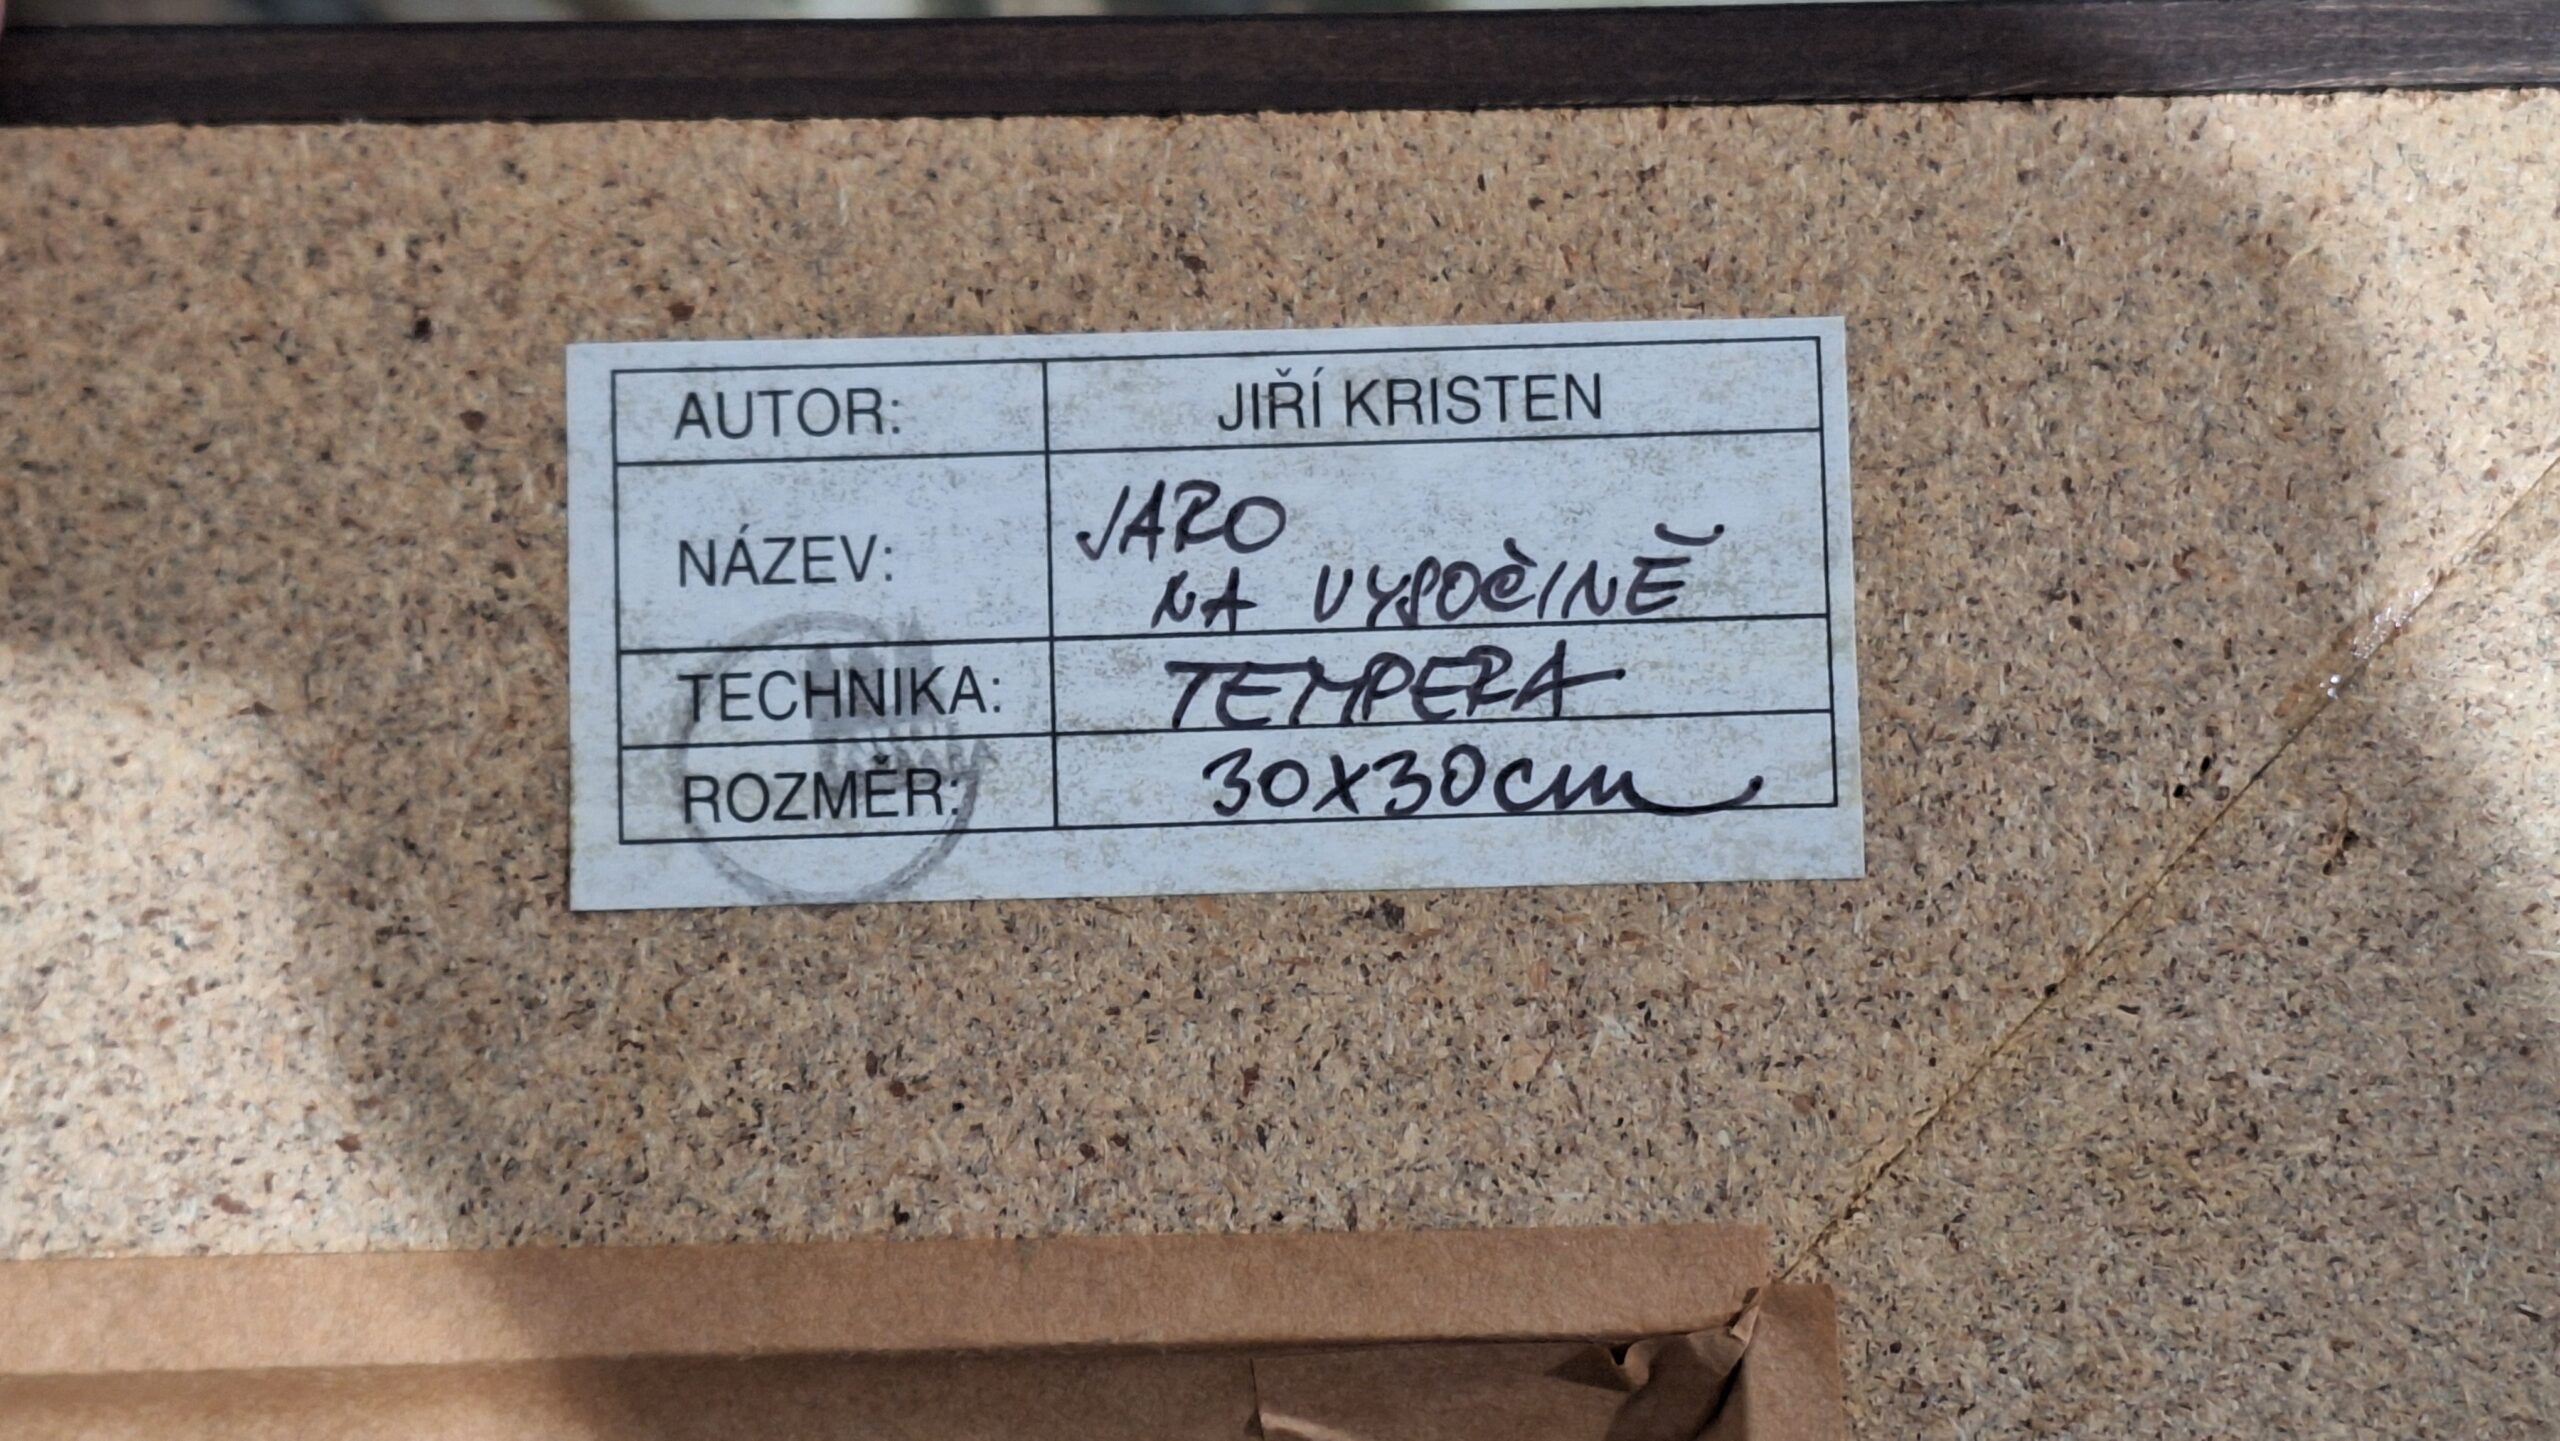 AUTOR: JIŘÍ KRISTEN
NÁZEV: JARO
NA VYSOČINĚ
TECHNIKA: TEMPERA
ROZMĚR: 30x30cm